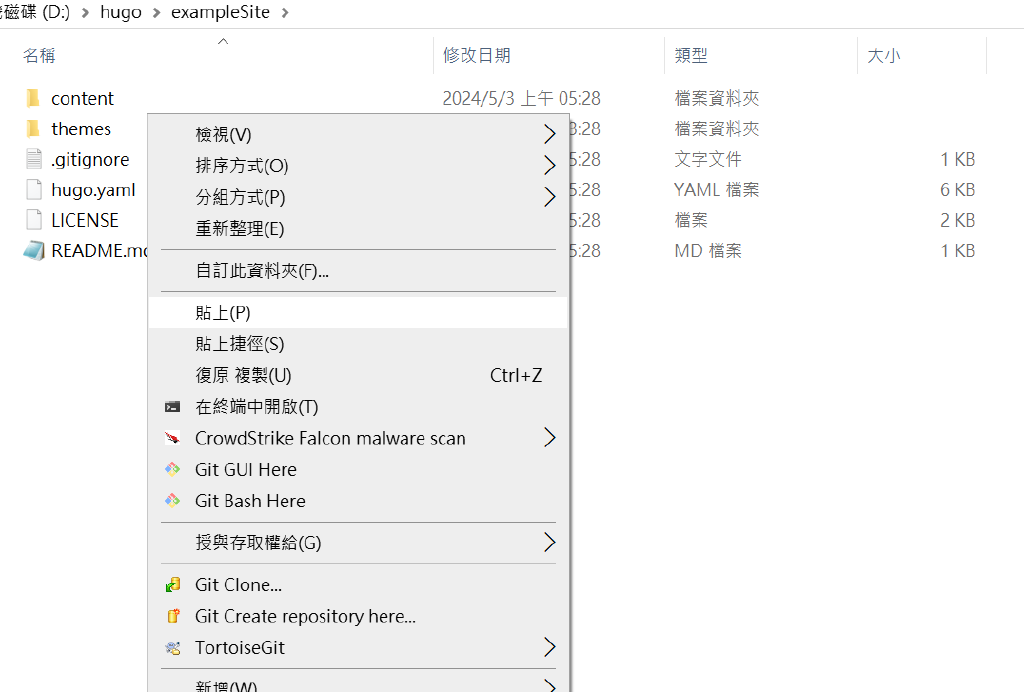 磁碟 (D:) > hugo > exampleSite >
名稱 修改日期 類型 大小
content 2024/5/3 上午 05:28 檔案資料夾
themes 3:28 檔案資料夾
.gitignore 5:28 文字文件 1 KB
hugo.yaml 5:28 YAML 檔案 6 KB
LICENSE 5:28 檔案 2 KB
README.md 5:28 MD 檔案 1 KB
檢視(V)
排序方式(O)
分組方式(P)
重新整理(E)
自訂此資料夾(F)...
貼上(P)
貼上捷徑(S)
復原 複製(U) Ctrl+Z
在終端中開啟(T)
CrowdStrike Falcon malware scan
Git GUI Here
Git Bash Here
授與存取權給(G)
Git Clone...
Git Create repository here...
TortoiseGit
新增(W)